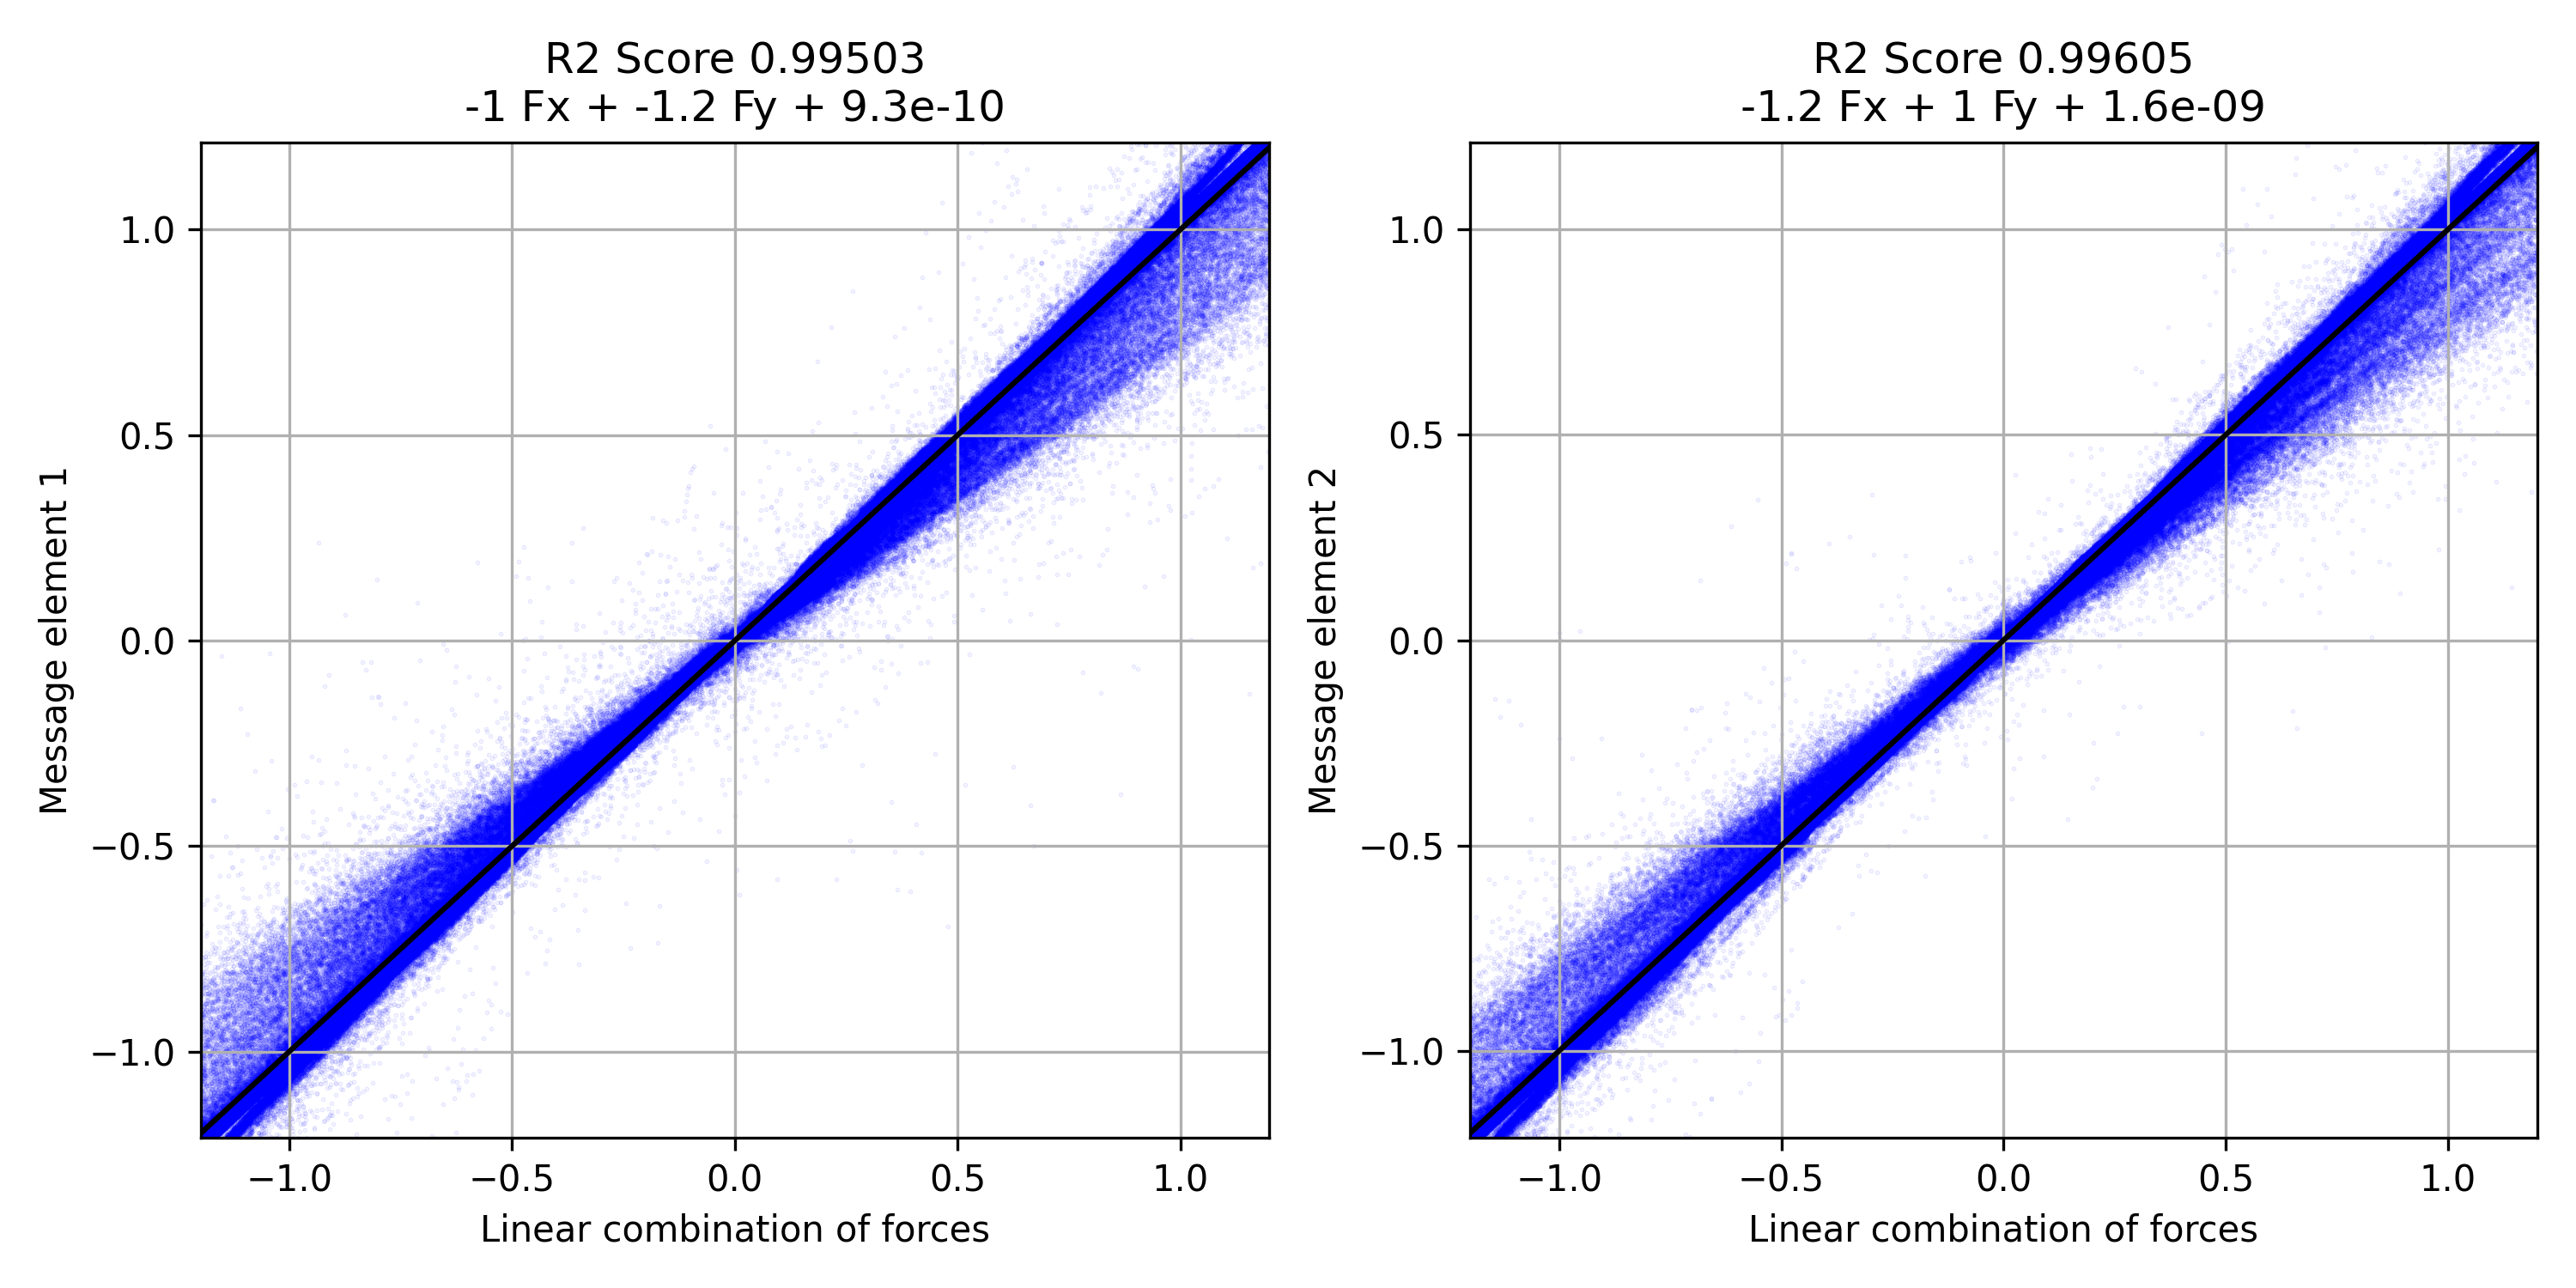 R2 Score 0.99503
-1 Fx + -1.2 Fy + 9.3e-10
1.0
0.5
0.0
−0.5
−1.0
Message element 1
−1.0 −0.5 0.0 0.5 1.0
Linear combination of forces
R2 Score 0.99605
-1.2 Fx + 1 Fy + 1.6e-09
1.0
0.5
0.0
−0.5
−1.0
Message element 2
−1.0 −0.5 0.0 0.5 1.0
Linear combination of forces